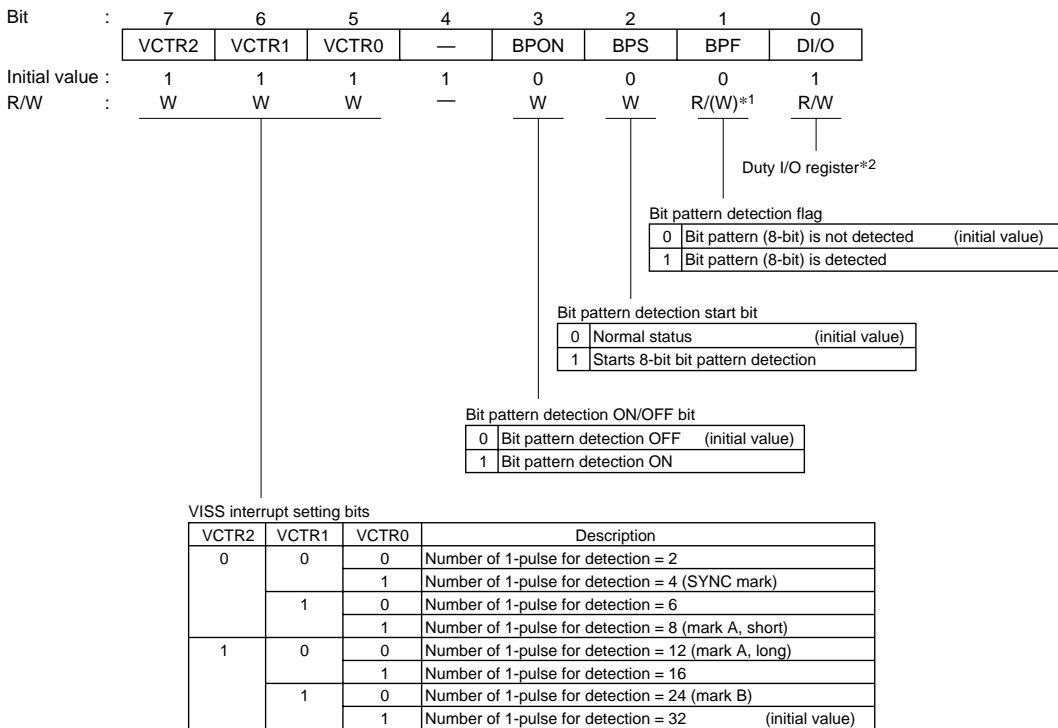 Bit : 7 6 5 4 3 2 1 0
VCTR2 VCTR1 VCTR0 — BPON BPS BPF DI/O
Initial value : 1 1 1 1 0 0 0 1
R/W : W W W — W W R/(W)*1 R/W
Duty I/O register*2
Bit pattern detection flag
0 Bit pattern (8-bit) is not detected (initial value)
1 Bit pattern (8-bit) is detected
Bit pattern detection start bit
0 Normal status (initial value)
1 Starts 8-bit bit pattern detection
Bit pattern detection ON/OFF bit
0 Bit pattern detection OFF (initial value)
1 Bit pattern detection ON
VISS interrupt setting bits
VCTR2 VCTR1 VCTR0 Description
0 0 0 Number of 1-pulse for detection = 2
1 Number of 1-pulse for detection = 4 (SYNC mark)
1 0 Number of 1-pulse for detection = 6
1 Number of 1-pulse for detection = 8 (mark A, short)
1 0 0 Number of 1-pulse for detection = 12 (mark A, long)
1 Number of 1-pulse for detection = 16
1 0 Number of 1-pulse for detection = 24 (mark B)
1 Number of 1-pulse for detection = 32 (initial value)